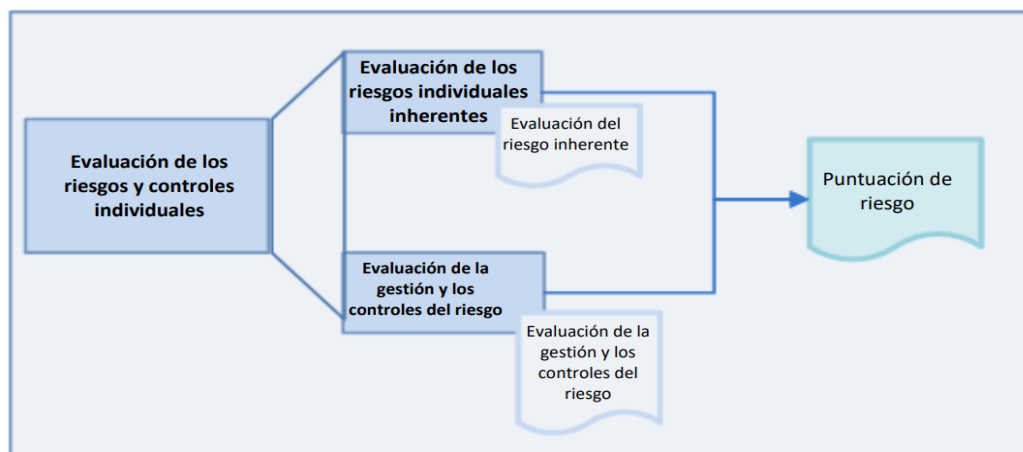 Evaluación de los
riesgos y controles
individuales
Evaluación de los
riesgos individuales
inherentes
Evaluación del
riesgo inherente
Evaluación de la
gestión y los
controles del riesgo
Evaluación de la
gestión y los
controles del
riesgo
Puntuación de
riesgo